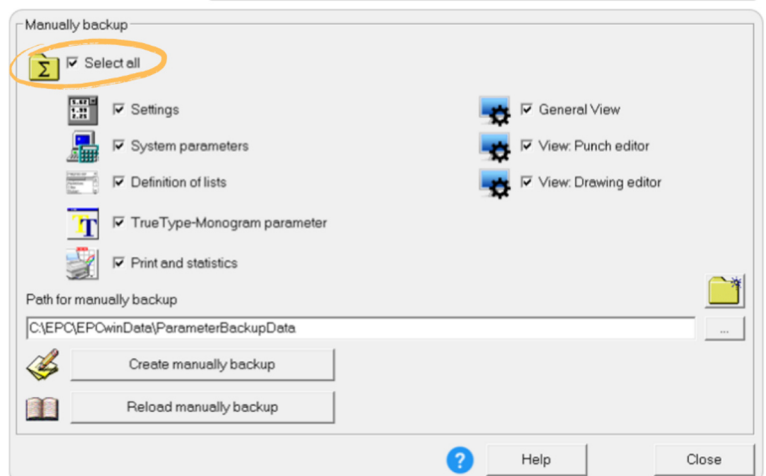 Manually backup
Σ Select all
Settings
General View
System parameters
View: Punch editor
Definition of lists
View: Drawing editor
TrueType-Monogram parameter
Print and statistics
Path for manually backup
C:\EPC\EPCwinData\ParameterBackupData
...
Create manually backup
Reload manually backup
? Help
Close